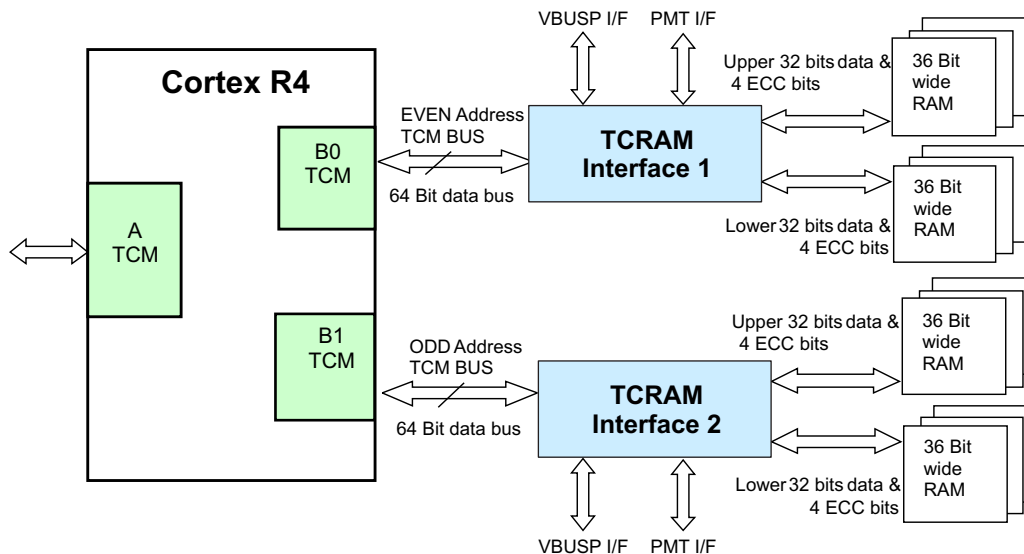 VBUSP I/F
PMT I/F
Cortex R4
Upper 32 bits data &
4 ECC bits
36 Bit
wide
RAM
EVEN Address
TCM BUS
TCRAM
Interface 1
B0
TCM
64 Bit data bus
36 Bit
wide
RAM
Lower 32 bits data &
4 ECC bits
A
TCM
Upper 32 bits data &
4 ECC bits
36 Bit
wide
RAM
B1
TCM
ODD Address
TCM BUS
TCRAM
Interface 2
64 Bit data bus
36 Bit
wide
RAM
Lower 32 bits data &
4 ECC bits
VBUSP I/F
PMT I/F